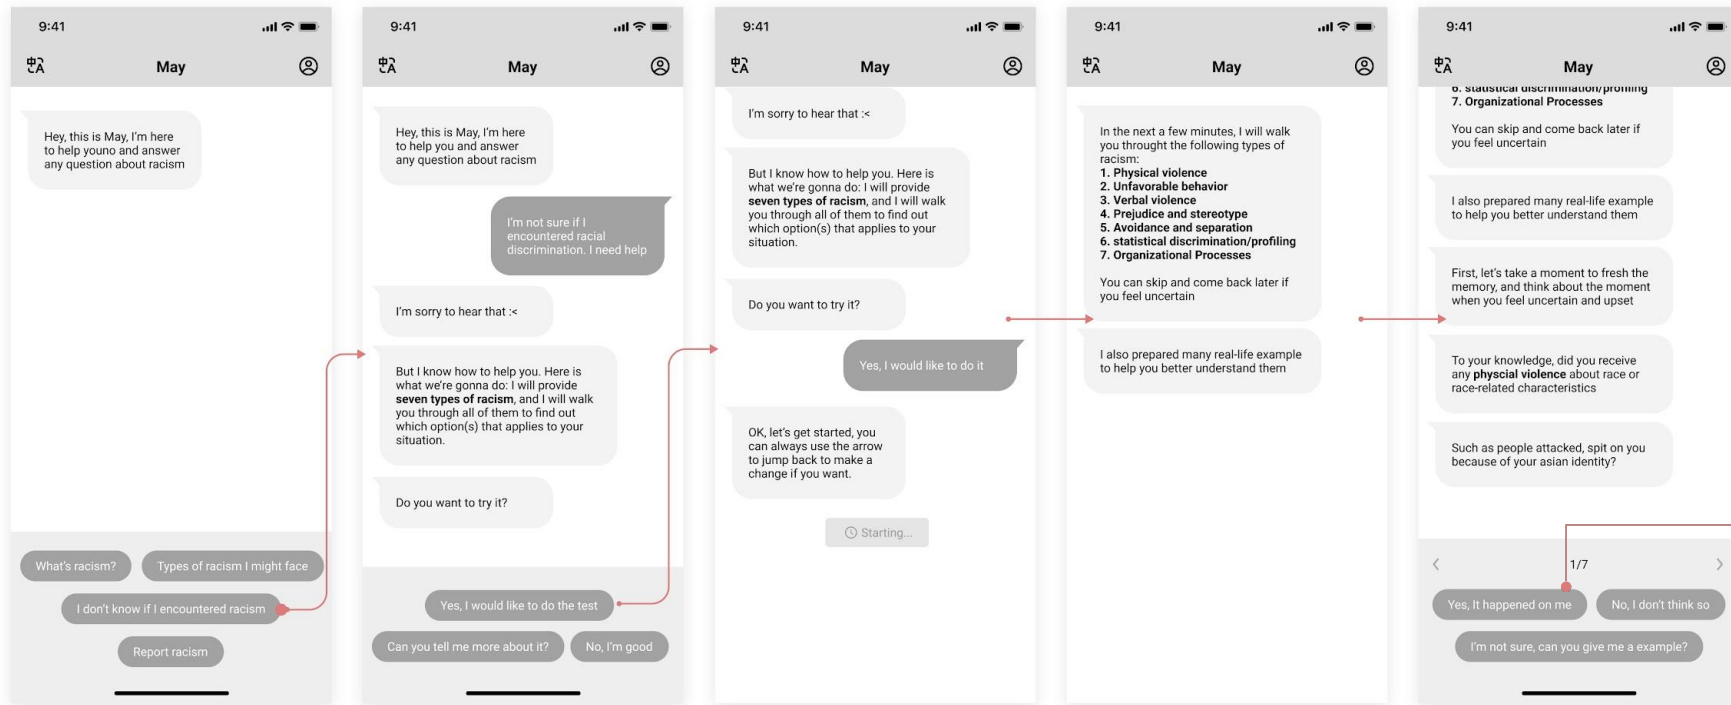 9:41
中A
May
Hey, this is May, I'm here
to help youno and answer
any question about racism
What's racism?
Types of racism I might face
I don't know if I encountered racism
Report racism
9:41
中A
May
Hey, this is May, I'm here
to help you and answer
any question about racism
I'm not sure if I
encountered racial
discrimination. I need help
I'm sorry to hear that :<
But I know how to help you. Here is
what we're gonna do: I will provide
seven types of racism, and I will walk
you through all of them to find out
which option(s) that applies to your
situation.
Do you want to try it?
Yes, I would like to do the test
Can you tell me more about it?
No, I'm good
9:41
中A
May
I'm sorry to hear that :<
But I know how to help you. Here is
what we're gonna do: I will provide
seven types of racism, and I will walk
you through all of them to find out
which option(s) that applies to your
situation.
Do you want to try it?
Yes, I would like to do it
OK, let's get started, you
can always use the arrow
to jump back to make a
change if you want.
Starting...
9:41
中A
May
In the next a few minutes, I will walk
you throught the following types of
racism:
1. Physical violence
2. Unfavorable behavior
3. Verbal violence
4. Prejudice and stereotype
5. Avoidance and separation
6. statistical discrimination/profiling
7. Organizational Processes
You can skip and come back later if
you feel uncertain
I also prepared many real-life example
to help you better understand them
9:41
中A
May
6. statistical discrimination/profiling
7. Organizational Processes
You can skip and come back later if
you feel uncertain
I also prepared many real-life example
to help you better understand them
First, let's take a moment to fresh the
memory, and think about the moment
when you feel uncertain and upset
To your knowledge, did you receive
any physcial violence about race or
race-related characteristics
Such as people attacked, spit on you
because of your asian identity?
1/7
Yes, It happened on me
No, I don't think so
I'm not sure, can you give me a example?